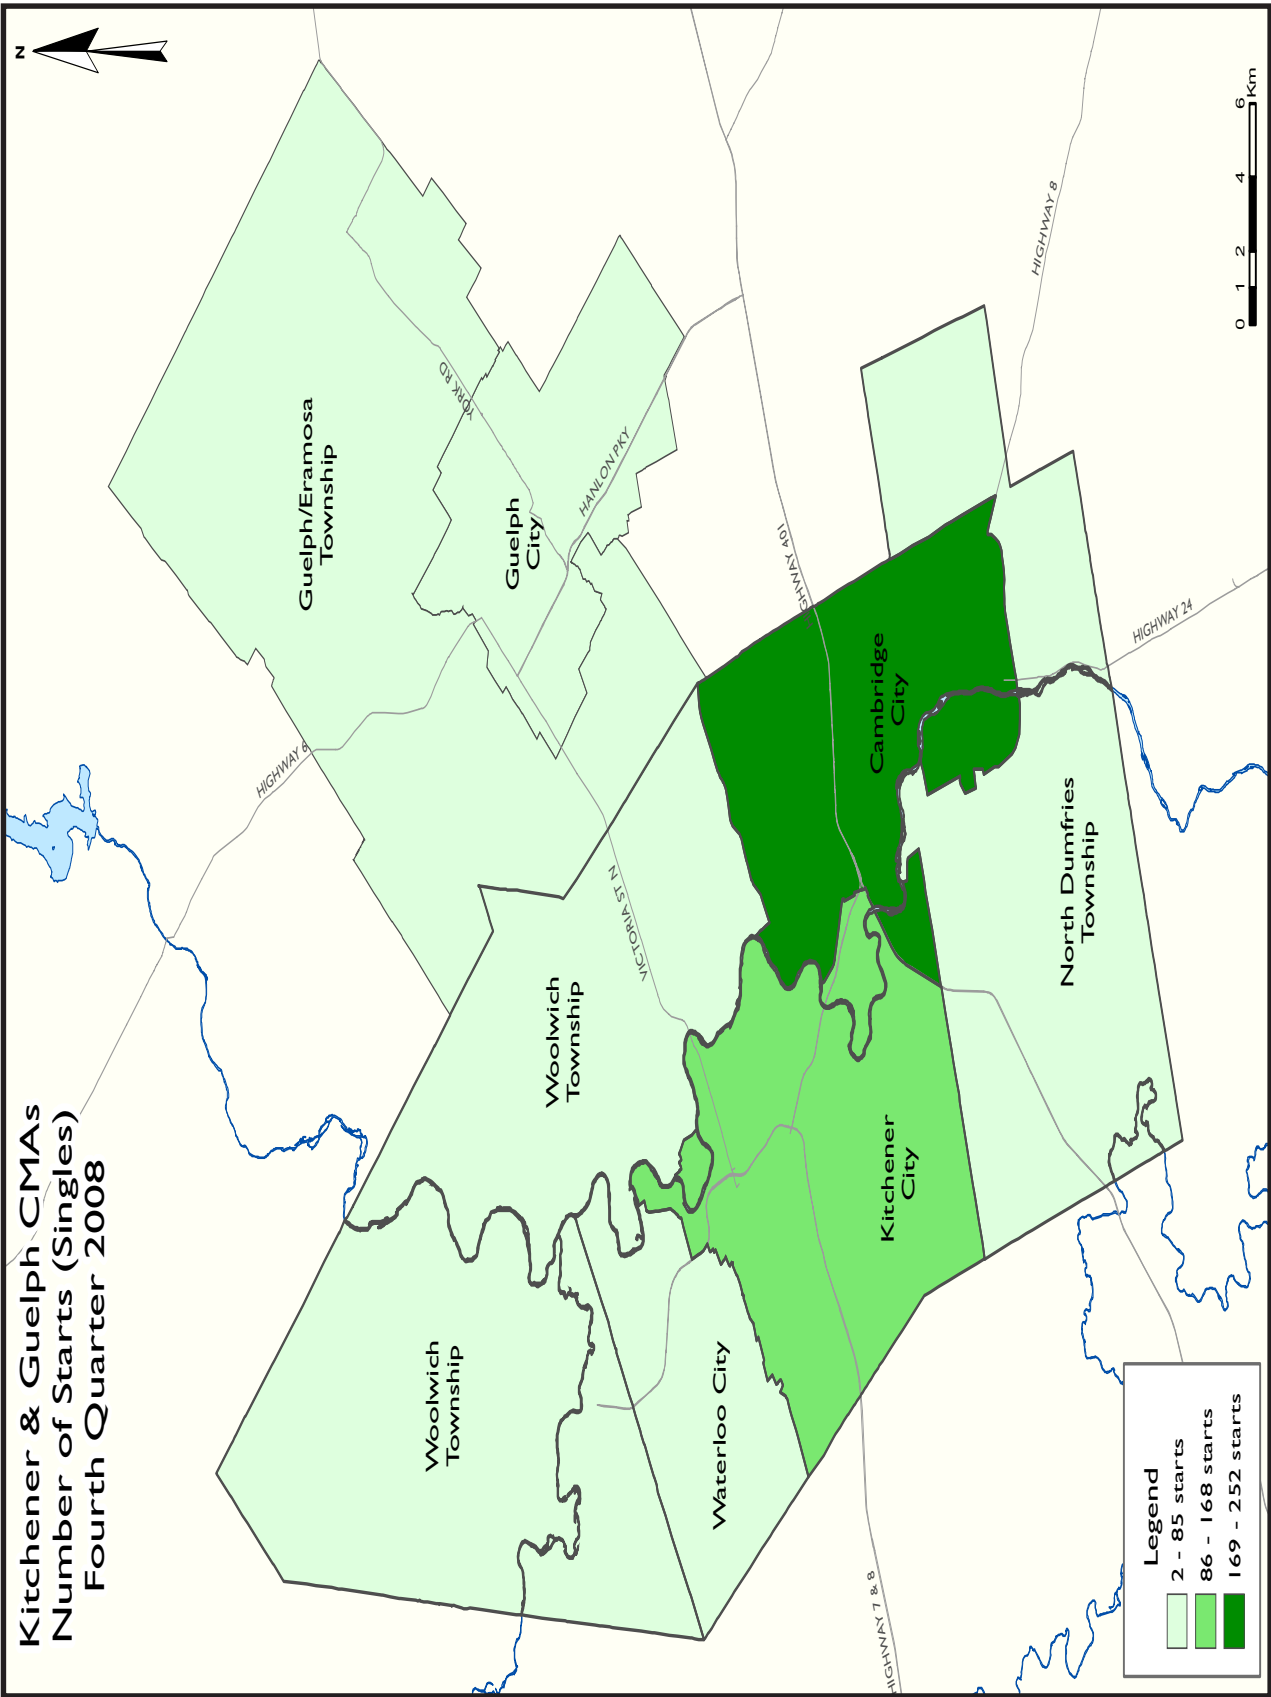 Kitchener & Guelph CMAs
Number of Starts (Singles)
Fourth Quarter 2008
N
HIGHWAY 6
Guelph/Eramosa
Township
YORK RD
Guelph
City
HANLON PKY
Woolwich
Township
Woolwich
Township
VICTORIA ST N
Waterloo City
Kitchener
City
Cambridge
City
GHWAY 401
HIGHWAY 7 & 8
North Dumfries
Township
HIGHWAY 8
HIGHWAY 24
Legend
2 - 85 starts
86 - 168 starts
169 - 252 starts
0 1 2 4 6
Km